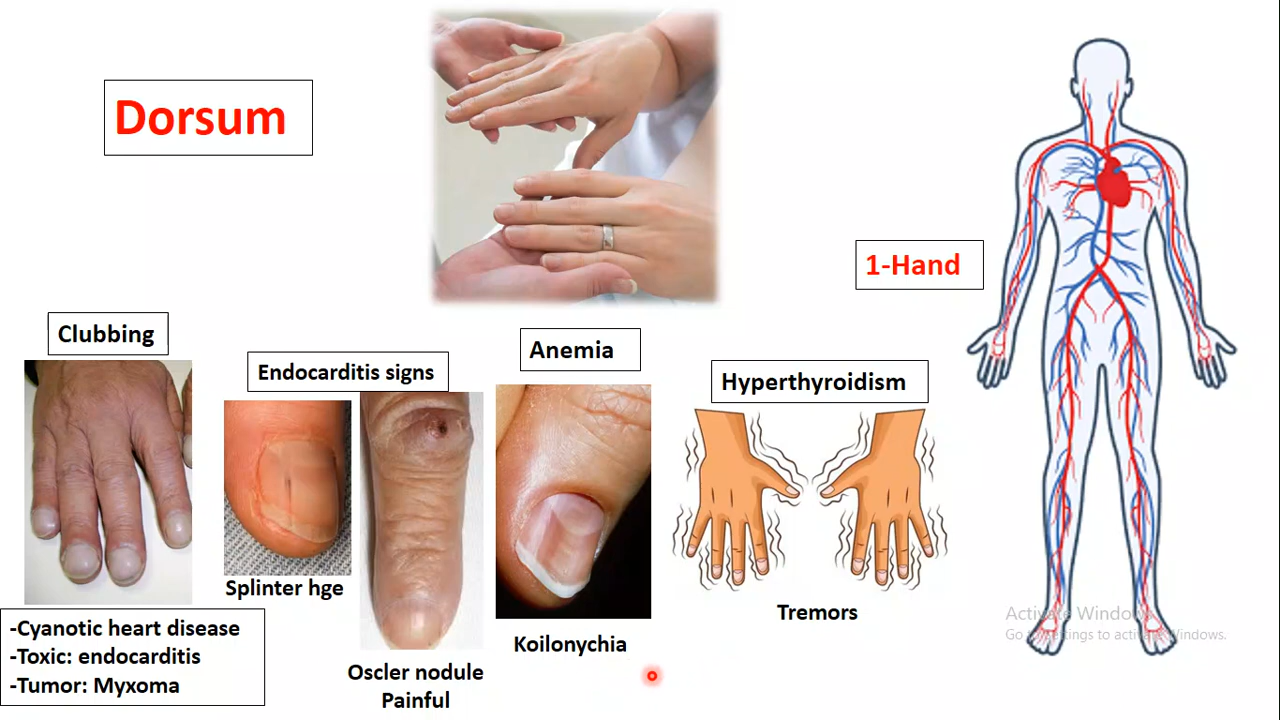 Dorsum
1-Hand
Clubbing
Endocarditis signs
Anemia
Hyperthyroidism
Splinter hge
Oscler nodule
Painful
Koilonychia
Tremors
-Cyanotic heart disease
-Toxic: endocarditis
-Tumor: Myxoma
Activate Windows
Go to Settings to activate Windows.